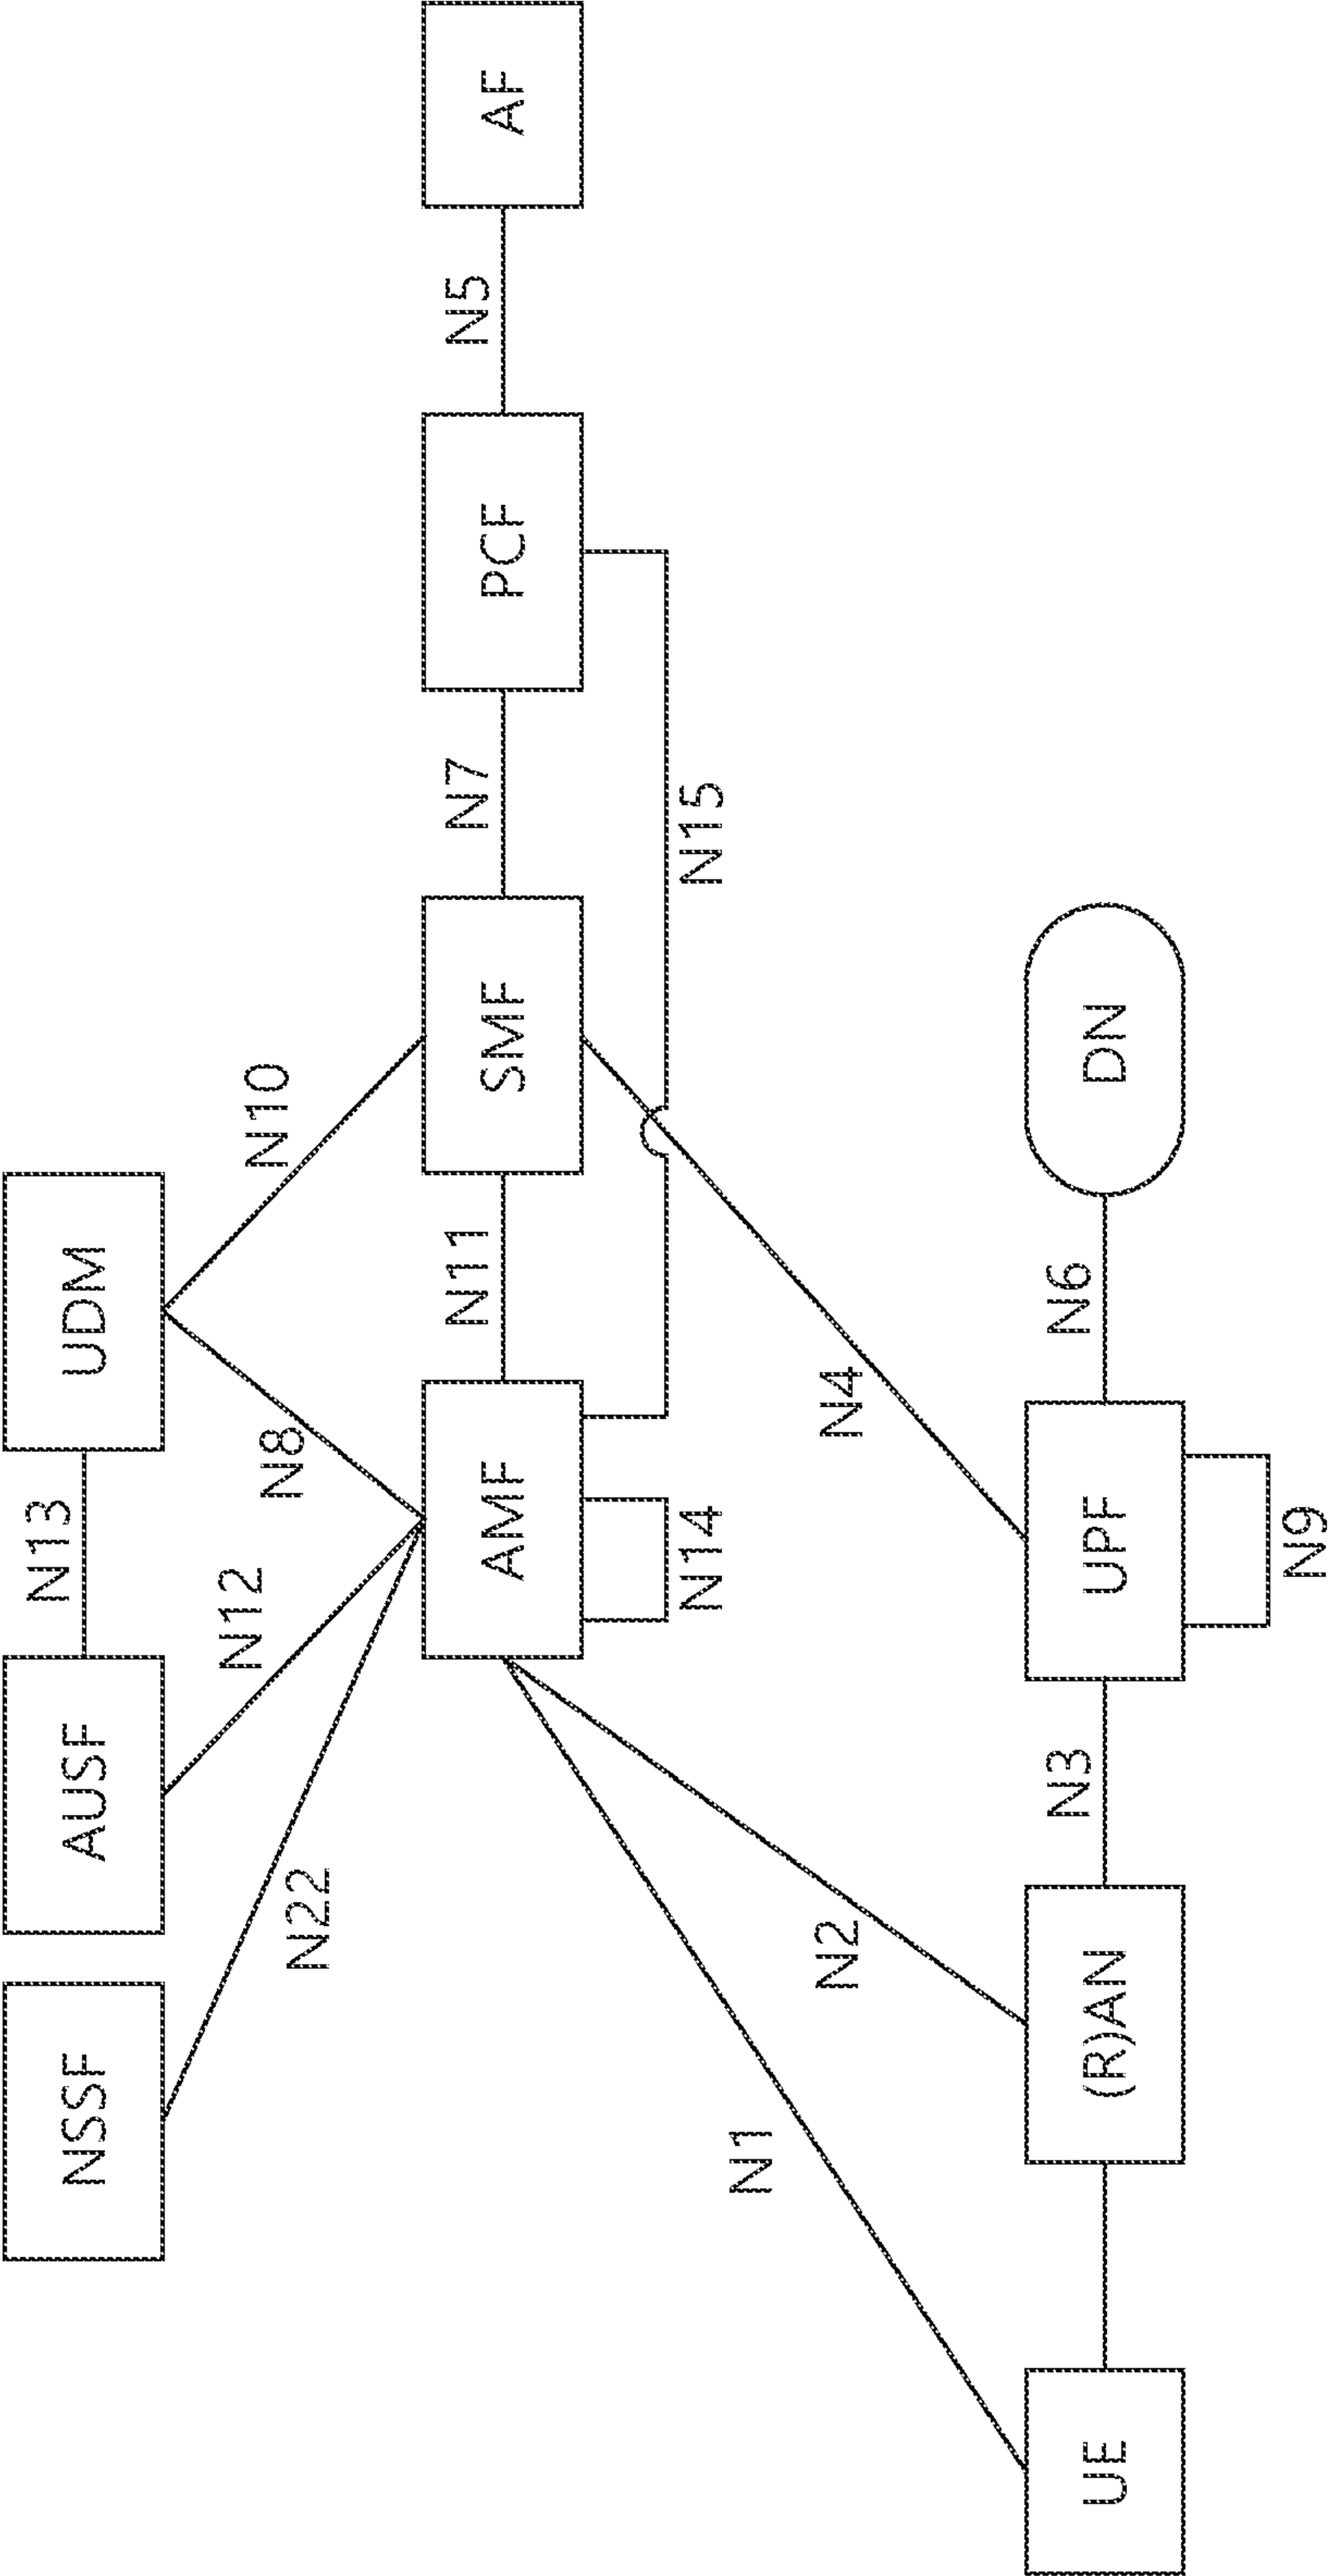 NSSF
AUSF
N13
UDM
N22
N12
N8
N10
AMF
N11
SMF
N7
PCF
N5
AF
N14
N15
N1
N2
N4
UE
(R)AN
N3
UPF
N6
DN
N9